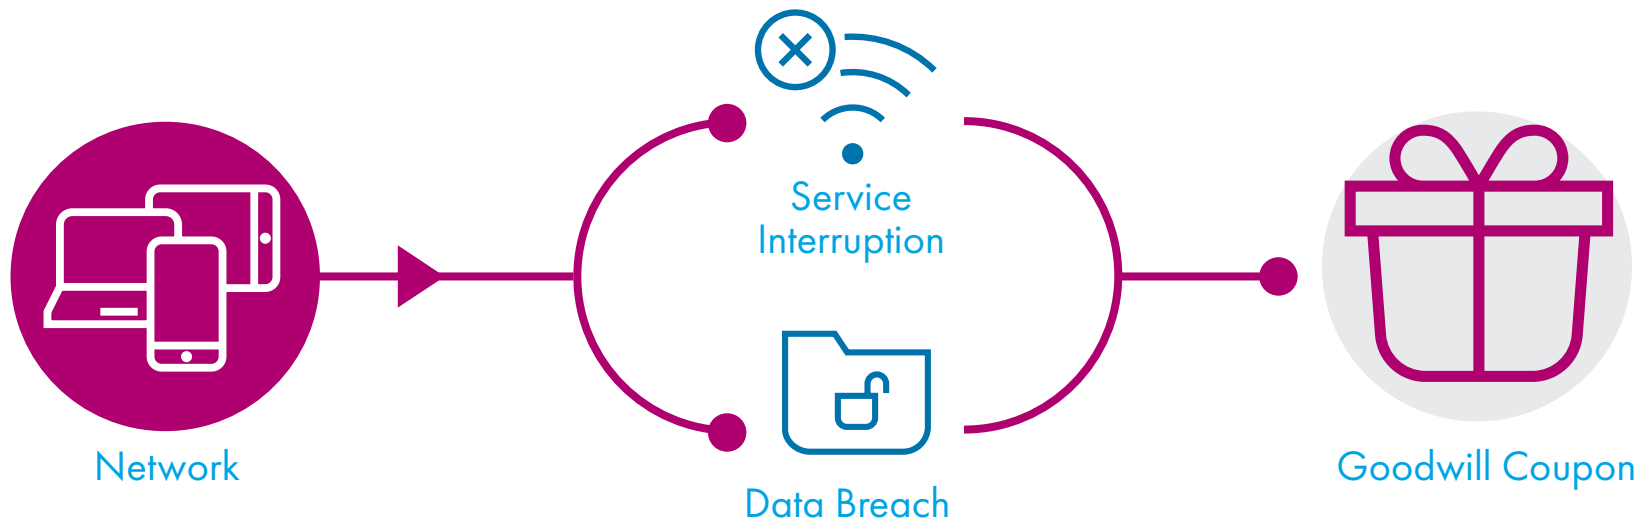 Network
Service
Interruption
Data Breach
Goodwill Coupon